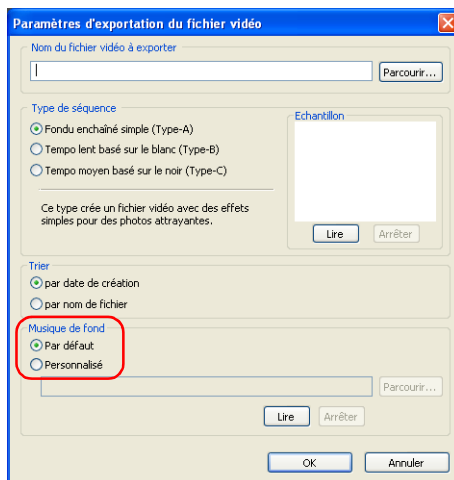 Paramètres d'exportation du fichier vidéo
Nom du fichier vidéo à exporter
Parcourir...
Type de séquence
Fondu enchaîné simple (Type-A)
Tempo lent basé sur le blanc (Type-B)
Tempo moyen basé sur le noir (Type-C)
Ce type crée un fichier vidéo avec des effets
simples pour des photos attrayantes.
Echantillon
Lire
Arrêter
Trier
par date de création
par nom de fichier
Musique de fond
Par défaut
Personnalisé
Parcourir...
Lire
Arrêter
OK
Annuler